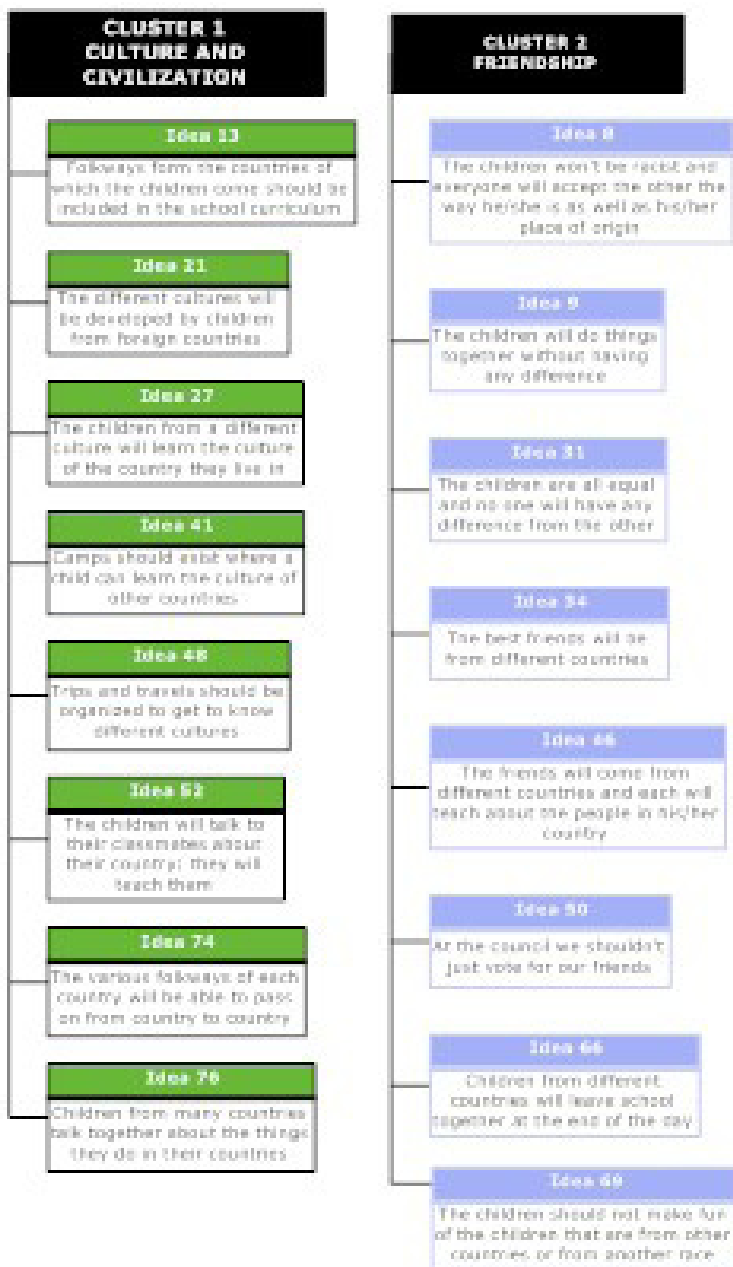 CLUSTER 1
CULTURE AND
CIVILIZATION
Idea 13
Folkways form the countries of
which the children come should be
included in the school curriculum
Idea 21
The different cultures will
be developed by children
from foreign countries
Idea 27
The children from a different
culture will learn the culture
of the country they live in
Idea 41
Camps should exist where a
child can learn the culture of
other countries
Idea 48
Trips and travels should be
organized to get to know
different cultures
Idea 52
The children will talk to
their classmates about
their country; they will
teach them
Idea 74
The various folkways of each
country will be able to pass
on from country to country
Idea 76
Children from many countries
talk together about the things
they do in their countries
CLUSTER 2
FRIENDSHIP
Idea 8
The children won't be racist and
everyone will accept the other the
way he/she is as well as his/her
place of origin
Idea 9
The children will do things
together without having
any difference
Idea 31
The children are all equal
and no one will have any
difference from the other
Idea 34
The best friends will be
from different countries
Idea 46
The friends will come from
different countries and each will
teach about the people in his/her
country
Idea 50
At the council we shouldn't
just vote for our friends
Idea 66
Children from different
countries will leave school
together at the end of the day
Idea 69
The children should not make fun
of the children that are from other
countries or from another race